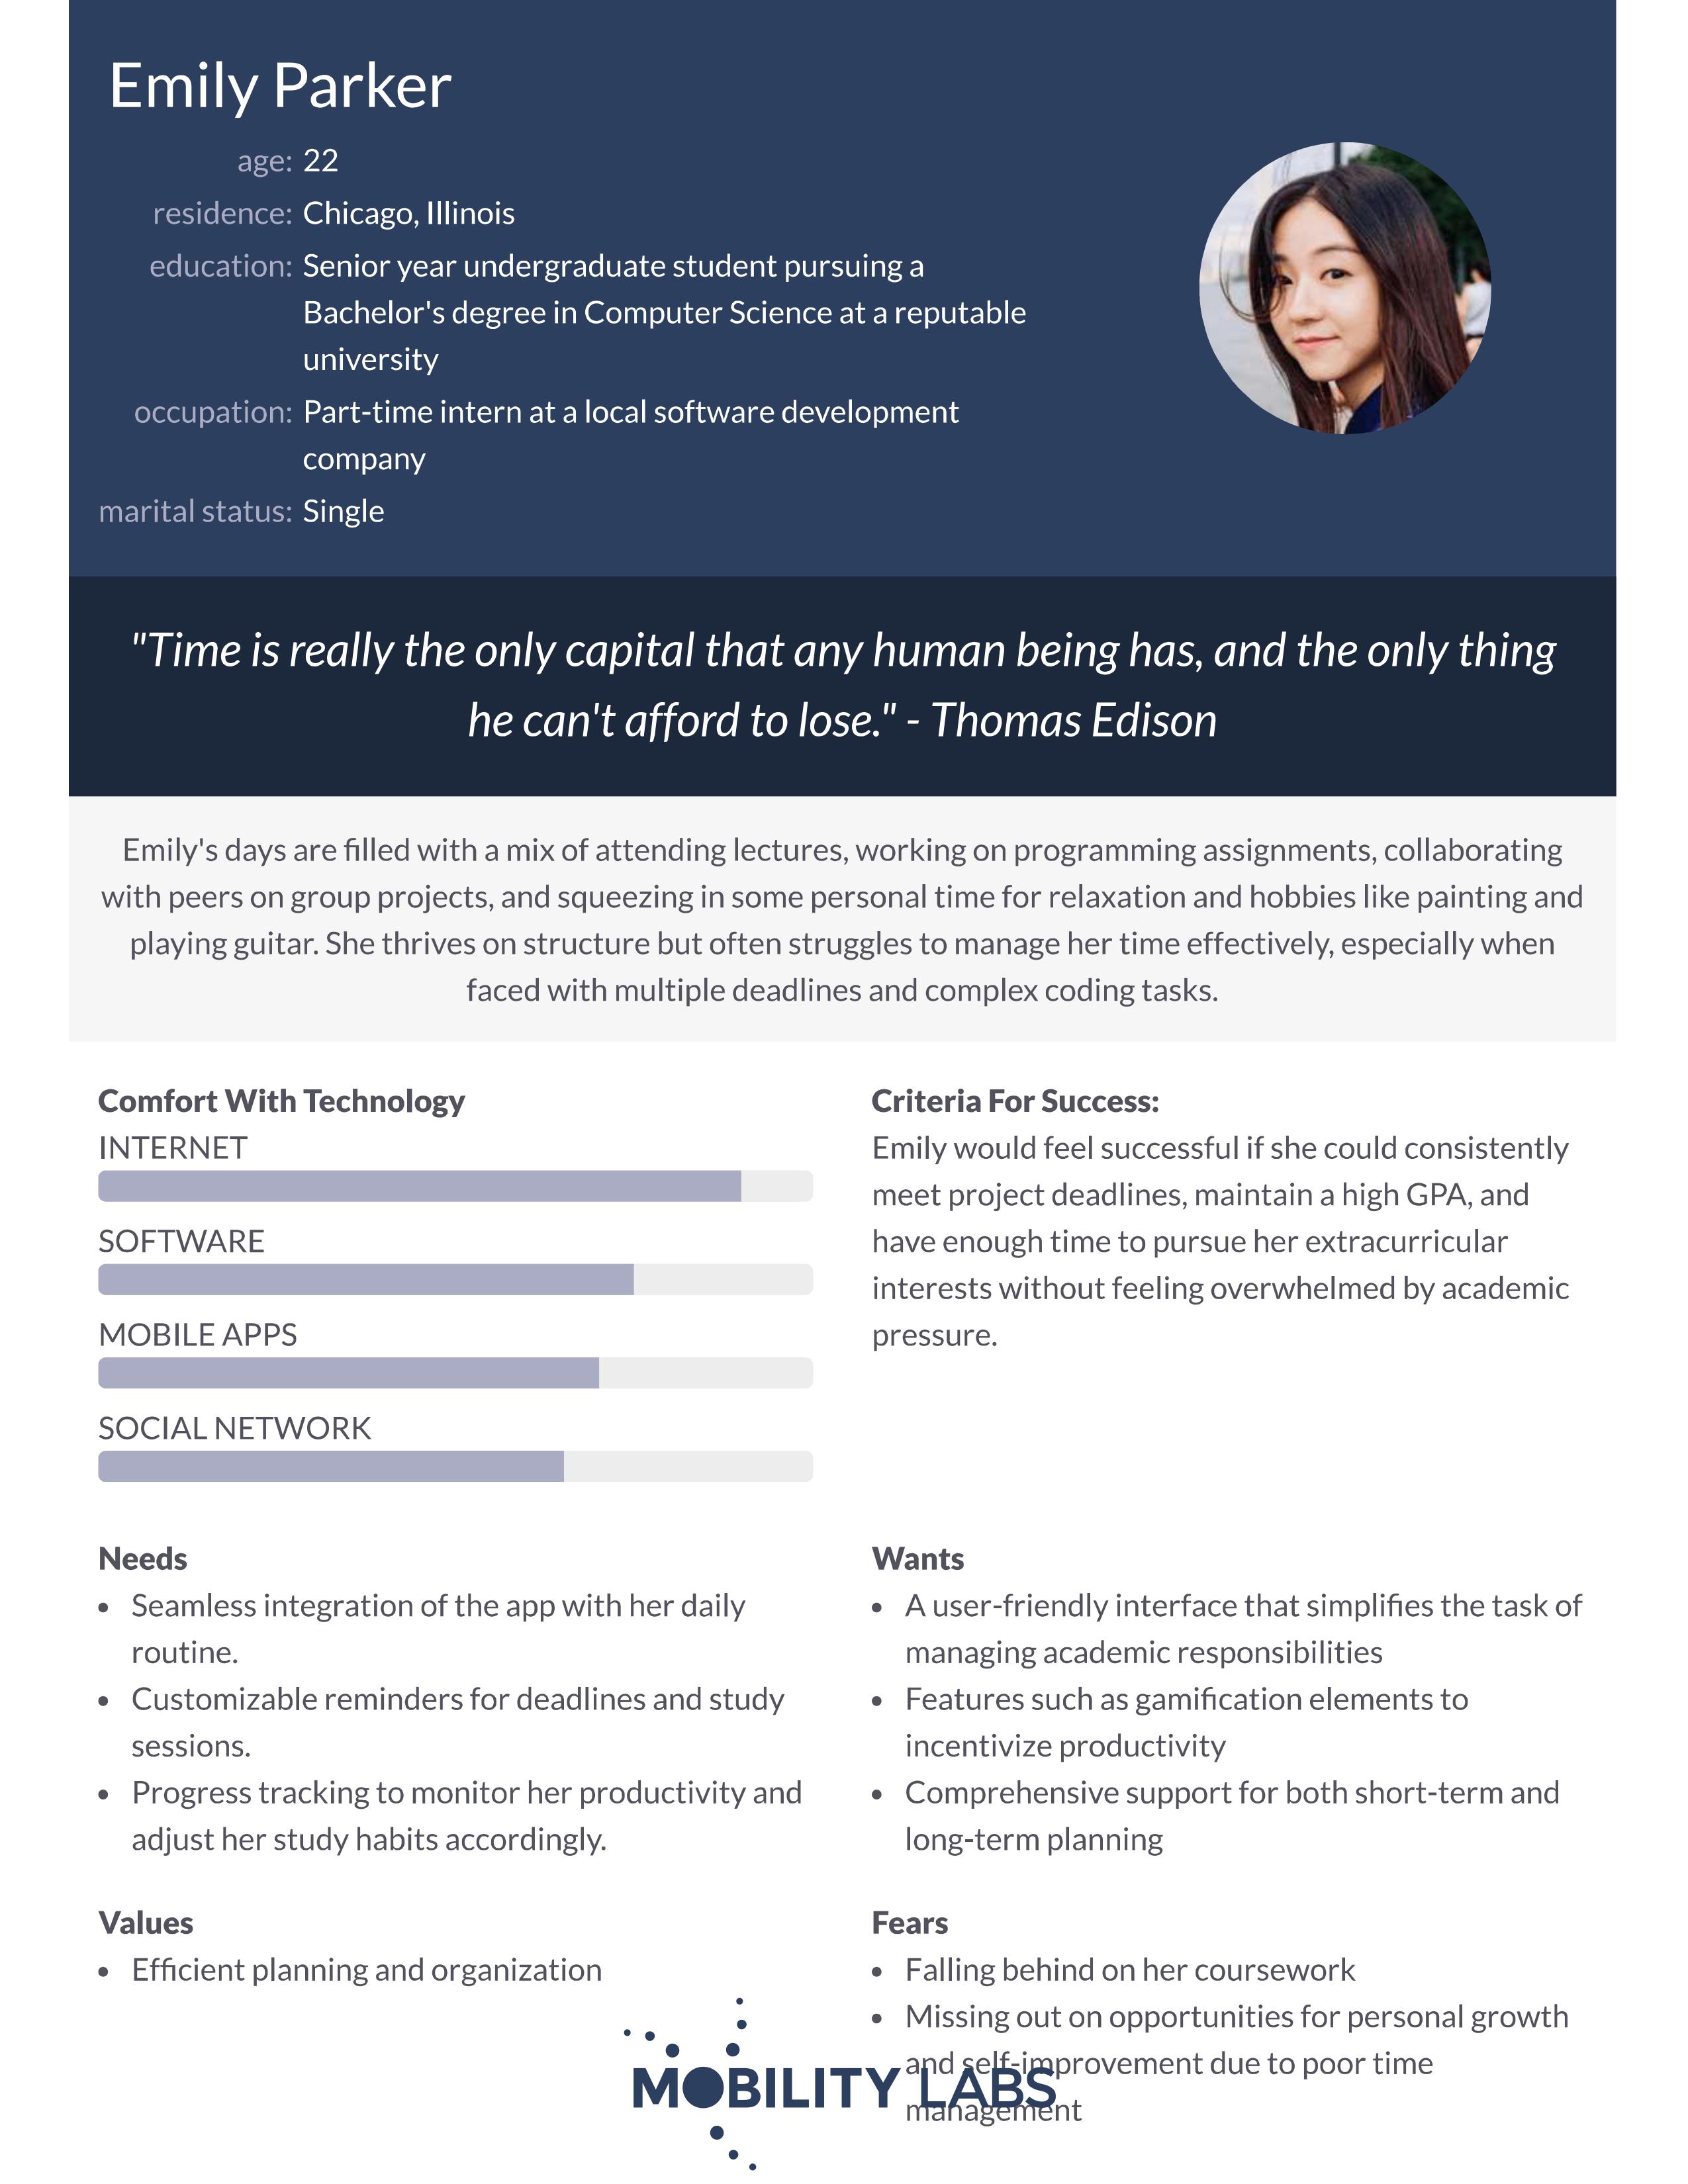 Emily Parker
age: 22
residence: Chicago, Illinois
education: Senior year undergraduate student pursuing a
Bachelor's degree in Computer Science at a reputable
university
occupation: Part-time intern at a local software development
company
marital status: Single
"Time is really the only capital that any human being has, and the only thing
he can't afford to lose." - Thomas Edison
Emily's days are filled with a mix of attending lectures, working on programming assignments, collaborating
with peers on group projects, and squeezing in some personal time for relaxation and hobbies like painting and
playing guitar. She thrives on structure but often struggles to manage her time effectively, especially when
faced with multiple deadlines and complex coding tasks.
Comfort With Technology
INTERNET
SOFTWARE
MOBILE APPS
SOCIAL NETWORK
Criteria For Success:
Emily would feel successful if she could consistently
meet project deadlines, maintain a high GPA, and
have enough time to pursue her extracurricular
interests without feeling overwhelmed by academic
pressure.
Needs
• Seamless integration of the app with her daily
routine.
• Customizable reminders for deadlines and study
sessions.
• Progress tracking to monitor her productivity and
adjust her study habits accordingly.
Wants
• A user-friendly interface that simplifies the task of
managing academic responsibilities
• Features such as gamification elements to
incentivize productivity
• Comprehensive support for both short-term and
long-term planning
Values
• Efficient planning and organization
Fears
• Falling behind on her coursework
• Missing out on opportunities for personal growth
and self-improvement due to poor time
management
MOBILITY LABS